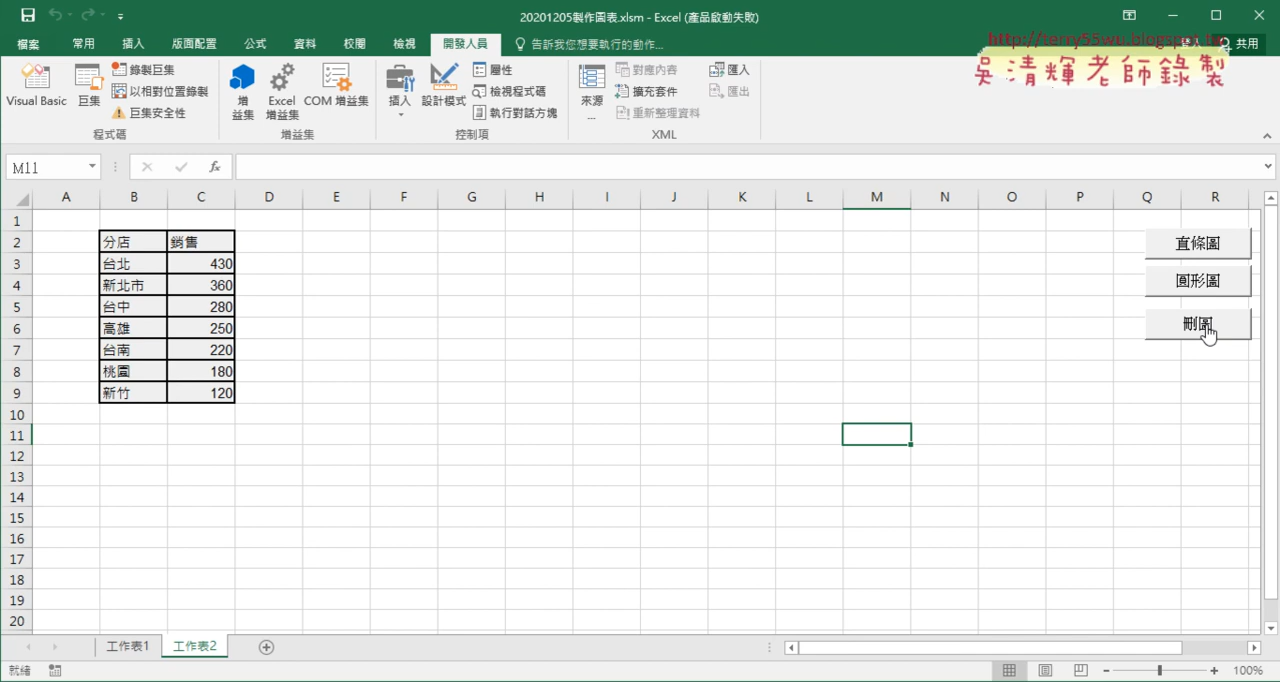 20201205製作圖表.xlsm - Excel (產品啟動失敗)
檔案 常用 插入 版面配置 公式 資料 校閱 檢視 開發人員 告訴我您想要執行的動作... 共用
http://terry55wu.blogspot.tw
吳清輝老師錄製
Visual Basic 巨集 錄製巨集 以相對位置錄製 巨集安全性
增益集 Excel 增益集 COM 增益集
插入 設計模式 屬性 檢視程式碼 執行對話方塊
來源... 對應內容 擴充套件 重新整理資料 匯入 匯出
程式碼 增益集 控制項 XML
M11 fx
A B C D E F G H I J K L M N O P Q R
1
2 分店 銷售 直條圖
3 台北 430
4 新北市 360 圓形圖
5 台中 280
6 高雄 250 刪圖
7 台南 220
8 桃園 180
9 新竹 120
10
11
12
13
14
15
16
17
18
19
20
工作表1 工作表2
就緒 100%